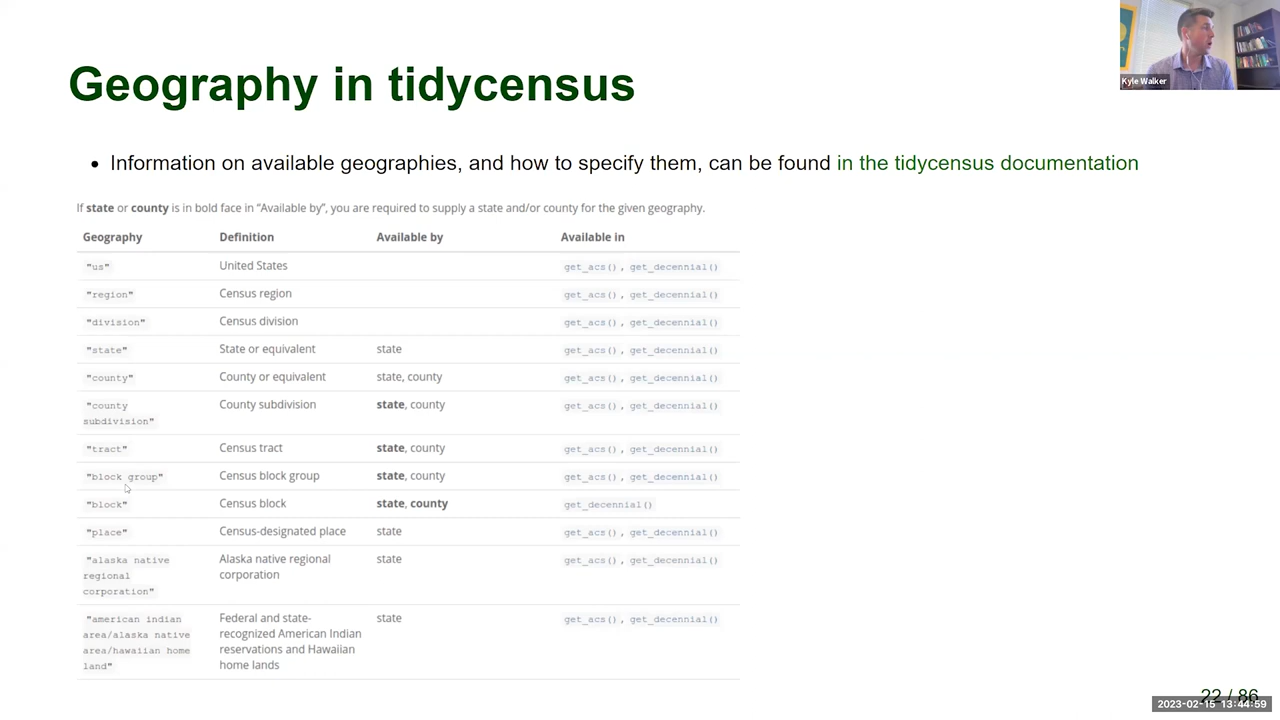 Geography in tidycensus
Kyle Walker
• Information on available geographies, and how to specify them, can be found in the tidycensus documentation
If state or county is in bold face in “Available by”, you are required to supply a state and/or county for the given geography.
Geography Definition Available by Available in
"us" United States get_acs() , get_decennial()
"region" Census region get_acs() , get_decennial()
"division" Census division get_acs() , get_decennial()
"state" State or equivalent state get_acs() , get_decennial()
"county" County or equivalent state, county get_acs() , get_decennial()
"county County subdivision state, county get_acs() , get_decennial()
subdivision"
"tract" Census tract state, county get_acs() , get_decennial()
"block group" Census block group state, county get_acs() , get_decennial()
"block" Census block state, county get_decennial()
"place" Census-designated place state get_acs() , get_decennial()
"alaska native Alaska native regional state get_acs() , get_decennial()
regional corporation
corporation"
"american indian Federal and state- state get_acs() , get_decennial()
area/alaska native recognized American Indian
area/hawaiian home reservations and Hawaiian
land" home lands
22 / 86
2023-02-15 13:44:59